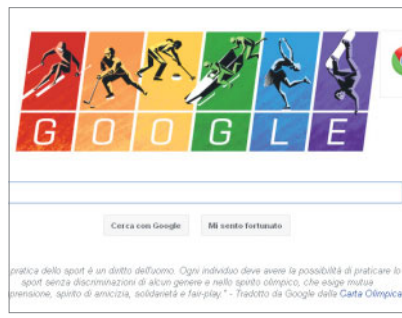 GOOGLE
Cerca con Google Mi sento fortunato
pratica dello sport è un diritto dell'uomo. Ogni individuo deve avere la possibilità di praticare lo
sport senza discriminazioni di alcun genere e nello spirito olimpico, che esige mutua
prensione, spirito di amicizia, solidarietà e fair-play." - Tradotto da Google dalla Carta Olimpica